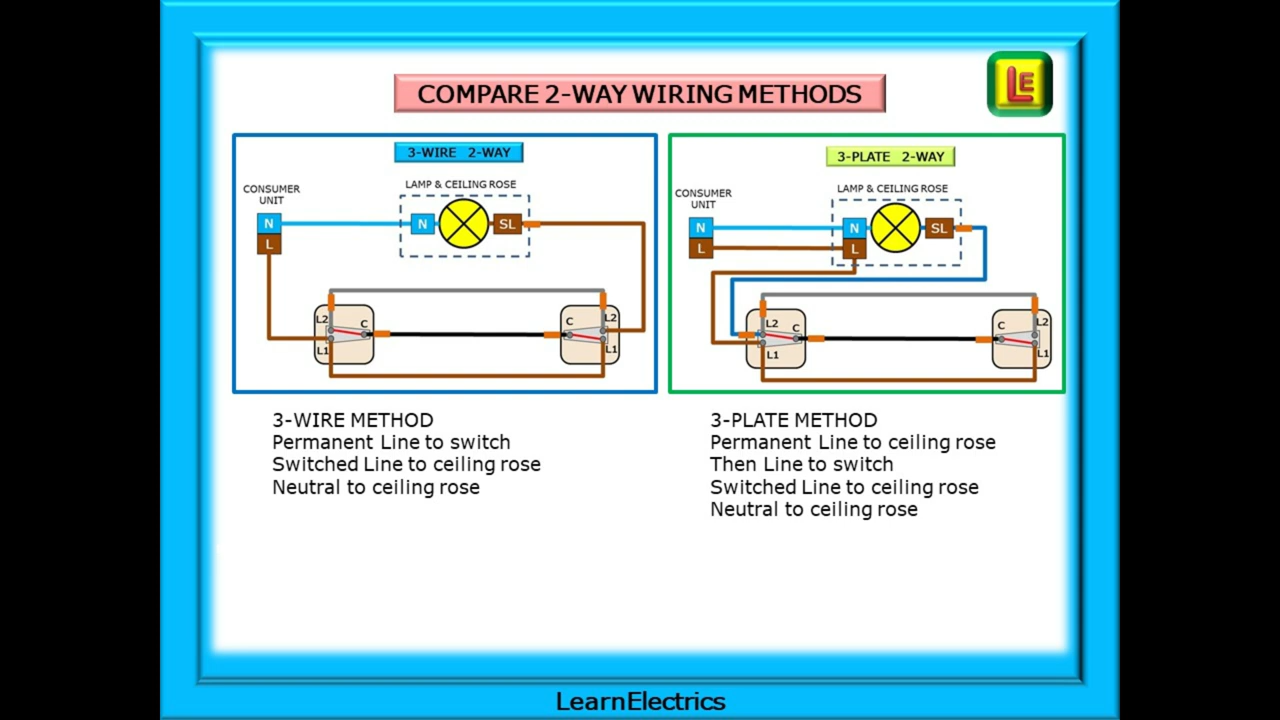 COMPARE 2-WAY WIRING METHODS
LE
3-WIRE 2-WAY
CONSUMER
UNIT
LAMP & CEILING ROSE
N
N
SL
L
L2
C
L1
C
L2
L1
3-PLATE 2-WAY
CONSUMER
UNIT
LAMP & CEILING ROSE
N
N
SL
L
L
L2
C
L1
C
L2
L1
3-WIRE METHOD
Permanent Line to switch
Switched Line to ceiling rose
Neutral to ceiling rose
3-PLATE METHOD
Permanent Line to ceiling rose
Then Line to switch
Switched Line to ceiling rose
Neutral to ceiling rose
LearnElectrics